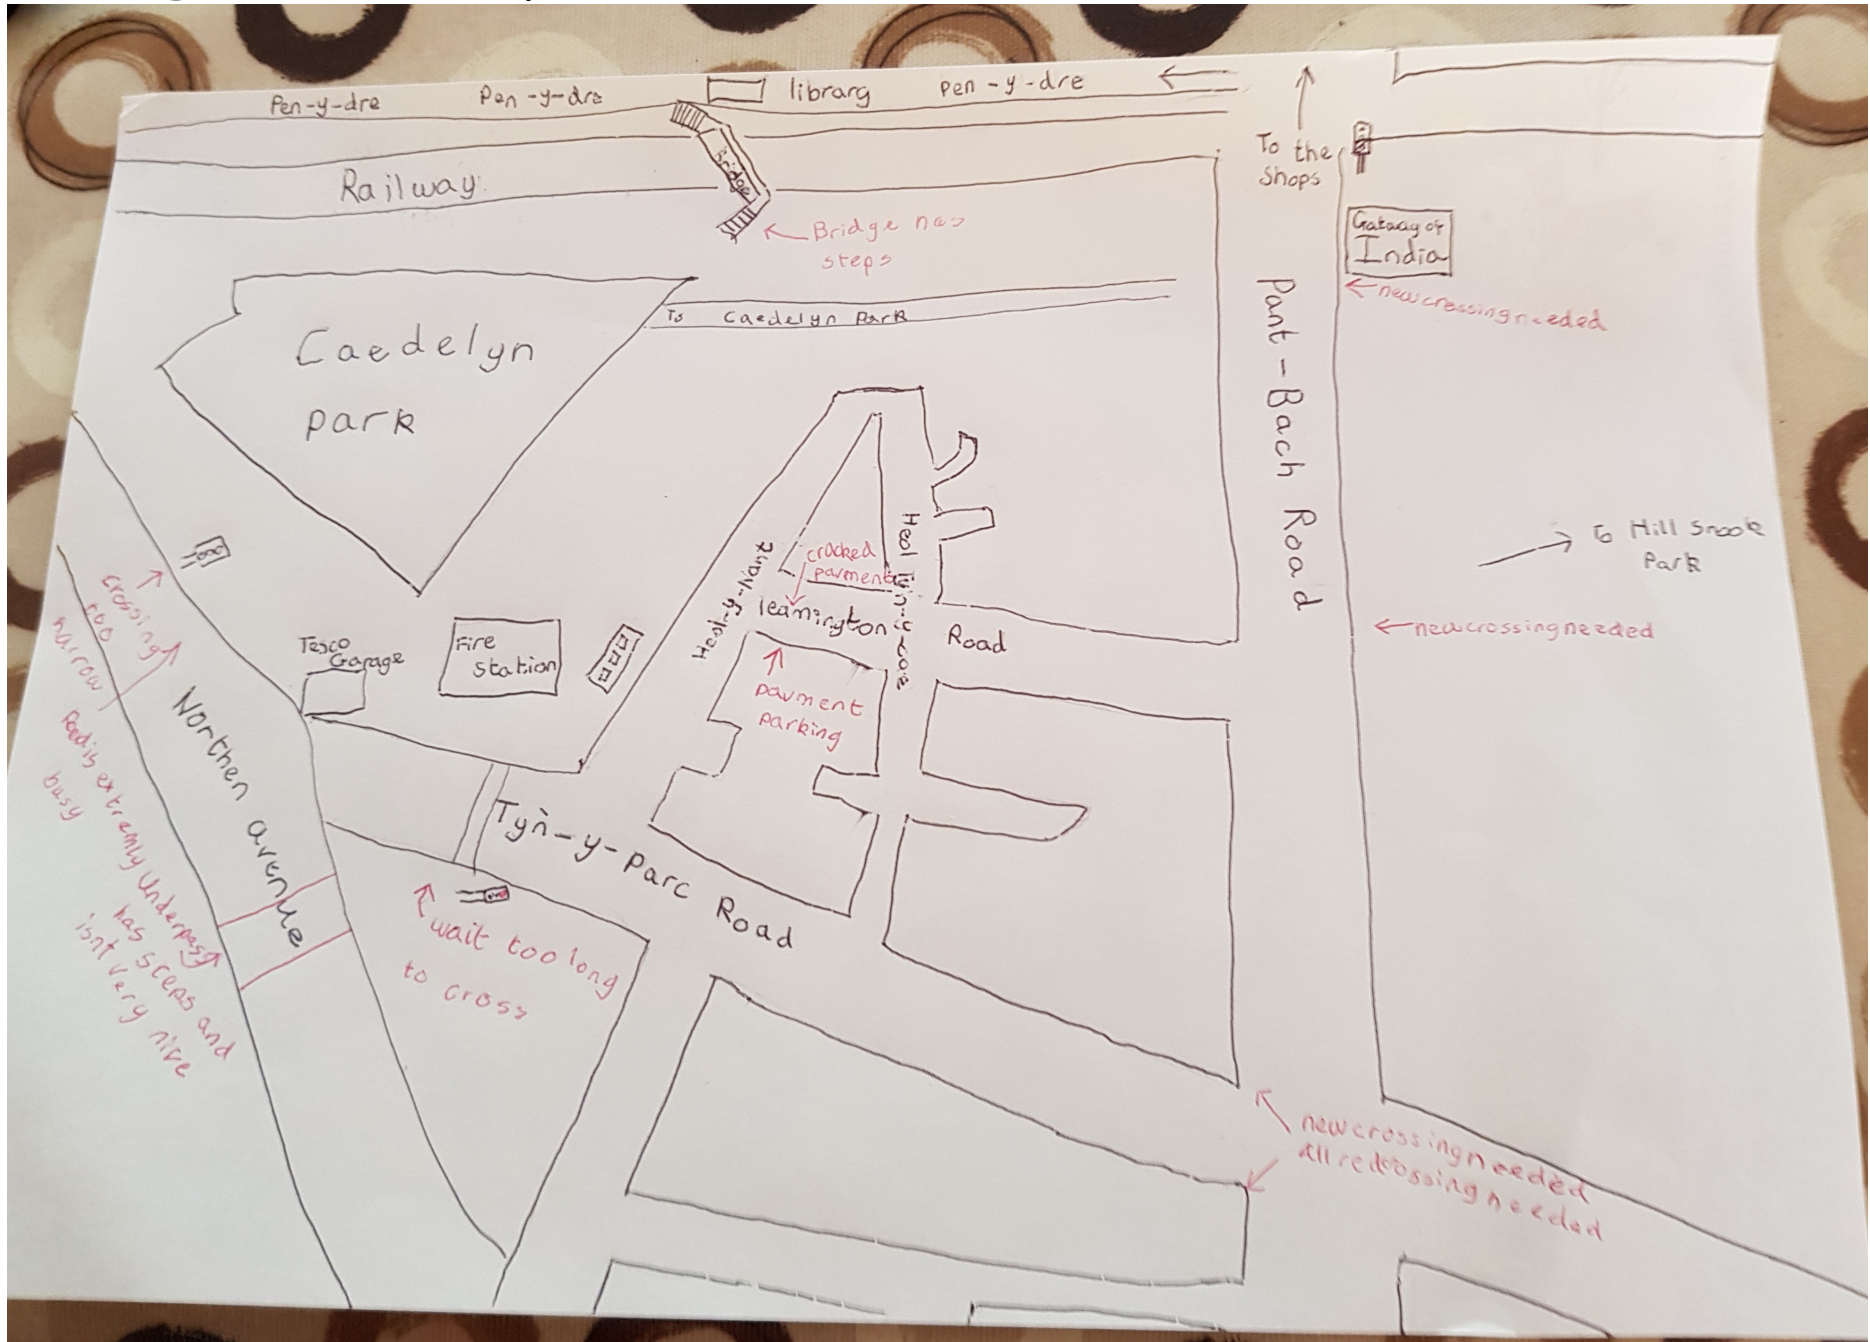 Pen-y-dre
Pen-y-dre
library
Pen-y-dre
To the
Shops
Railway
Bridge
Bridge has
steps
Gataay of
India
new crossing needed
To Caedelyn Park
Caedelyn
Park
Pant-Bach Road
To Hill Snook
Park
new crossing needed
cracked
pavment
Heol-y-Nant
leamington Road
pavment
parking
Tesco
Garage
Fire
Station
crossing
too
narrow
Northen avenue
Road is extremly
busy
Underpass
has steps and
isnt very nice
Tyn-y-parc Road
wait too long
to cross
new crossing needed
all red crossing needed